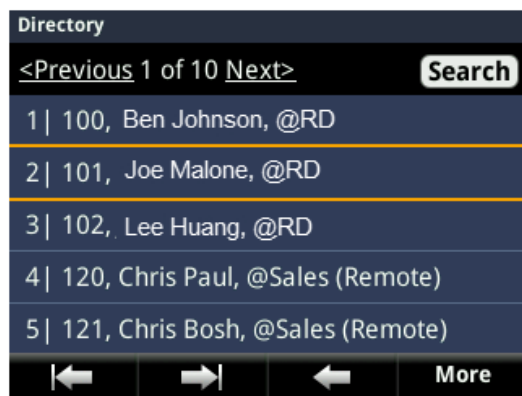 Directory
<Previous 1 of 10 Next> Search
1| 100, Ben Johnson, @RD
2| 101, Joe Malone, @RD
3| 102, Lee Huang, @RD
4| 120, Chris Paul, @Sales (Remote)
5| 121, Chris Bosh, @Sales (Remote)
More